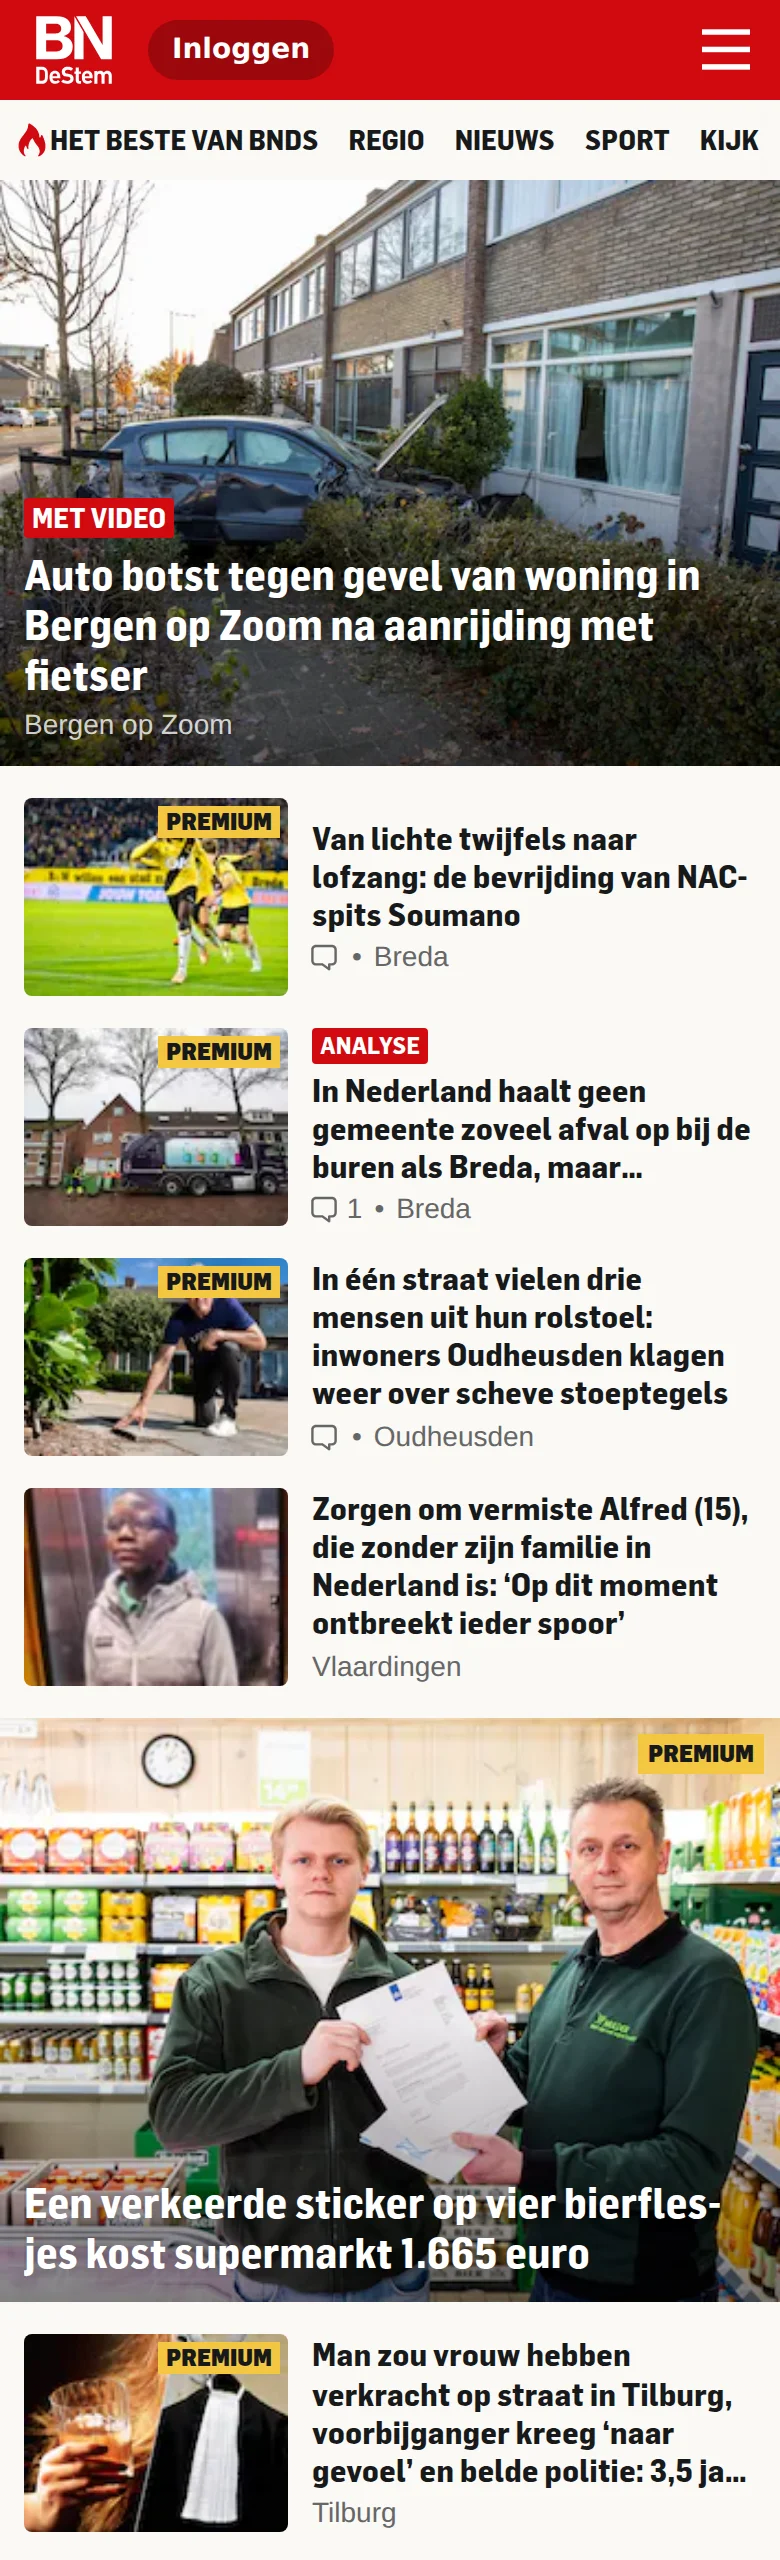 BN
DeStem
Inloggen
HET BESTE VAN BNDS REGIO NIEUWS SPORT KIJK
MET VIDEO
Auto botst tegen gevel van woning in
Bergen op Zoom na aanrijding met
fietser
Bergen op Zoom
PREMIUM
Van lichte twijfels naar
lofzang: de bevrijding van NAC-
spits Soumano
• Breda
PREMIUM
ANALYSE
In Nederland haalt geen
gemeente zoveel afval op bij de
buren als Breda, maar...
1 • Breda
PREMIUM
In één straat vielen drie
mensen uit hun rolstoel:
inwoners Oudheusden klagen
weer over scheve stoeptegels
• Oudheusden
Zorgen om vermiste Alfred (15),
die zonder zijn familie in
Nederland is: ‘Op dit moment
ontbreekt ieder spoor’
Vlaardingen
PREMIUM
Een verkeerde sticker op vier bierfles-
jes kost supermarkt 1.665 euro
PREMIUM
Man zou vrouw hebben
verkracht op straat in Tilburg,
voorbijganger kreeg ‘naar
gevoel’ en belde politie: 3,5 ja...
Tilburg